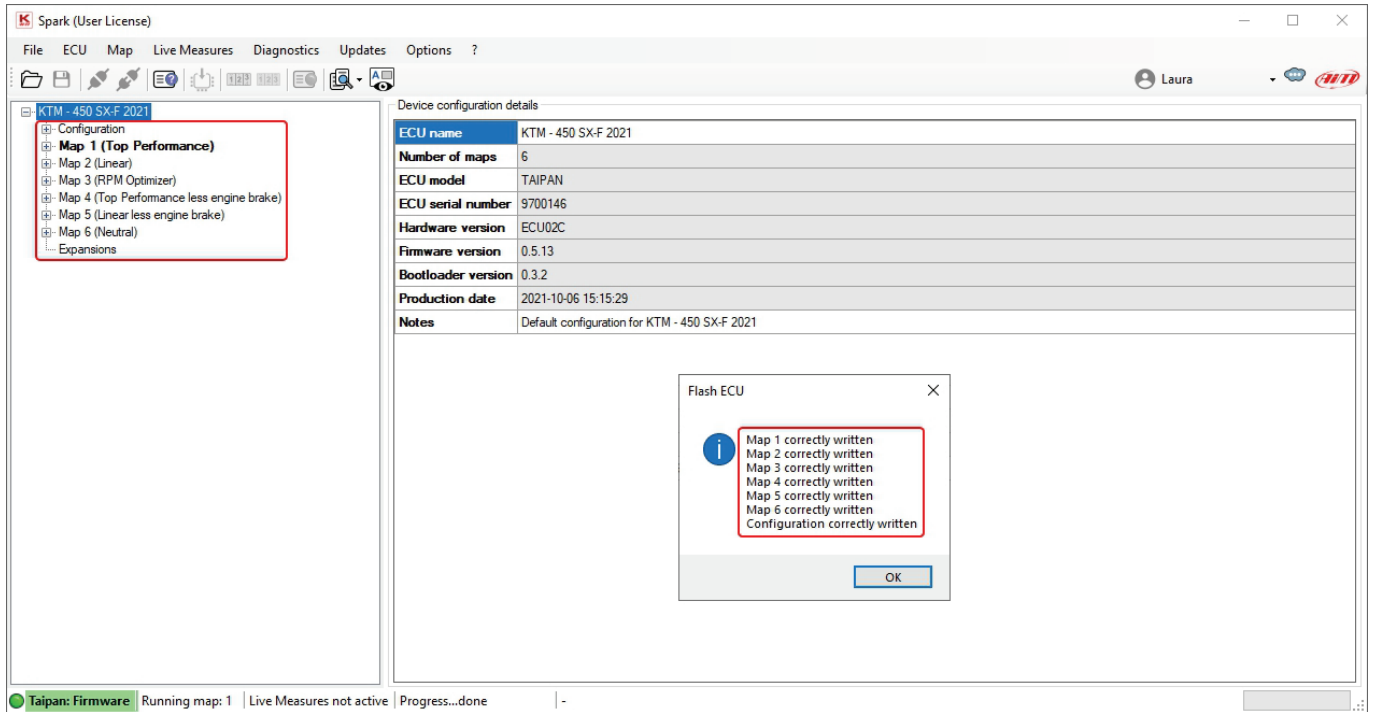 Spark (User License)
File ECU Map Live Measures Diagnostics Updates Options ?
Laura
KTM - 450 SX-F 2021
Configuration
Map 1 (Top Performance)
Map 2 (Linear)
Map 3 (RPM Optimizer)
Map 4 (Top Performance less engine brake)
Map 5 (Linear less engine brake)
Map 6 (Neutral)
Expansions
Device configuration details
ECU name KTM - 450 SX-F 2021
Number of maps 6
ECU model TAIPAN
ECU serial number 9700146
Hardware version ECU02C
Firmware version 0.5.13
Bootloader version 0.3.2
Production date 2021-10-06 15:15:29
Notes Default configuration for KTM - 450 SX-F 2021
Flash ECU
Map 1 correctly written
Map 2 correctly written
Map 3 correctly written
Map 4 correctly written
Map 5 correctly written
Map 6 correctly written
Configuration correctly written
OK
Taipan: Firmware Running map: 1 Live Measures not active Progress...done -